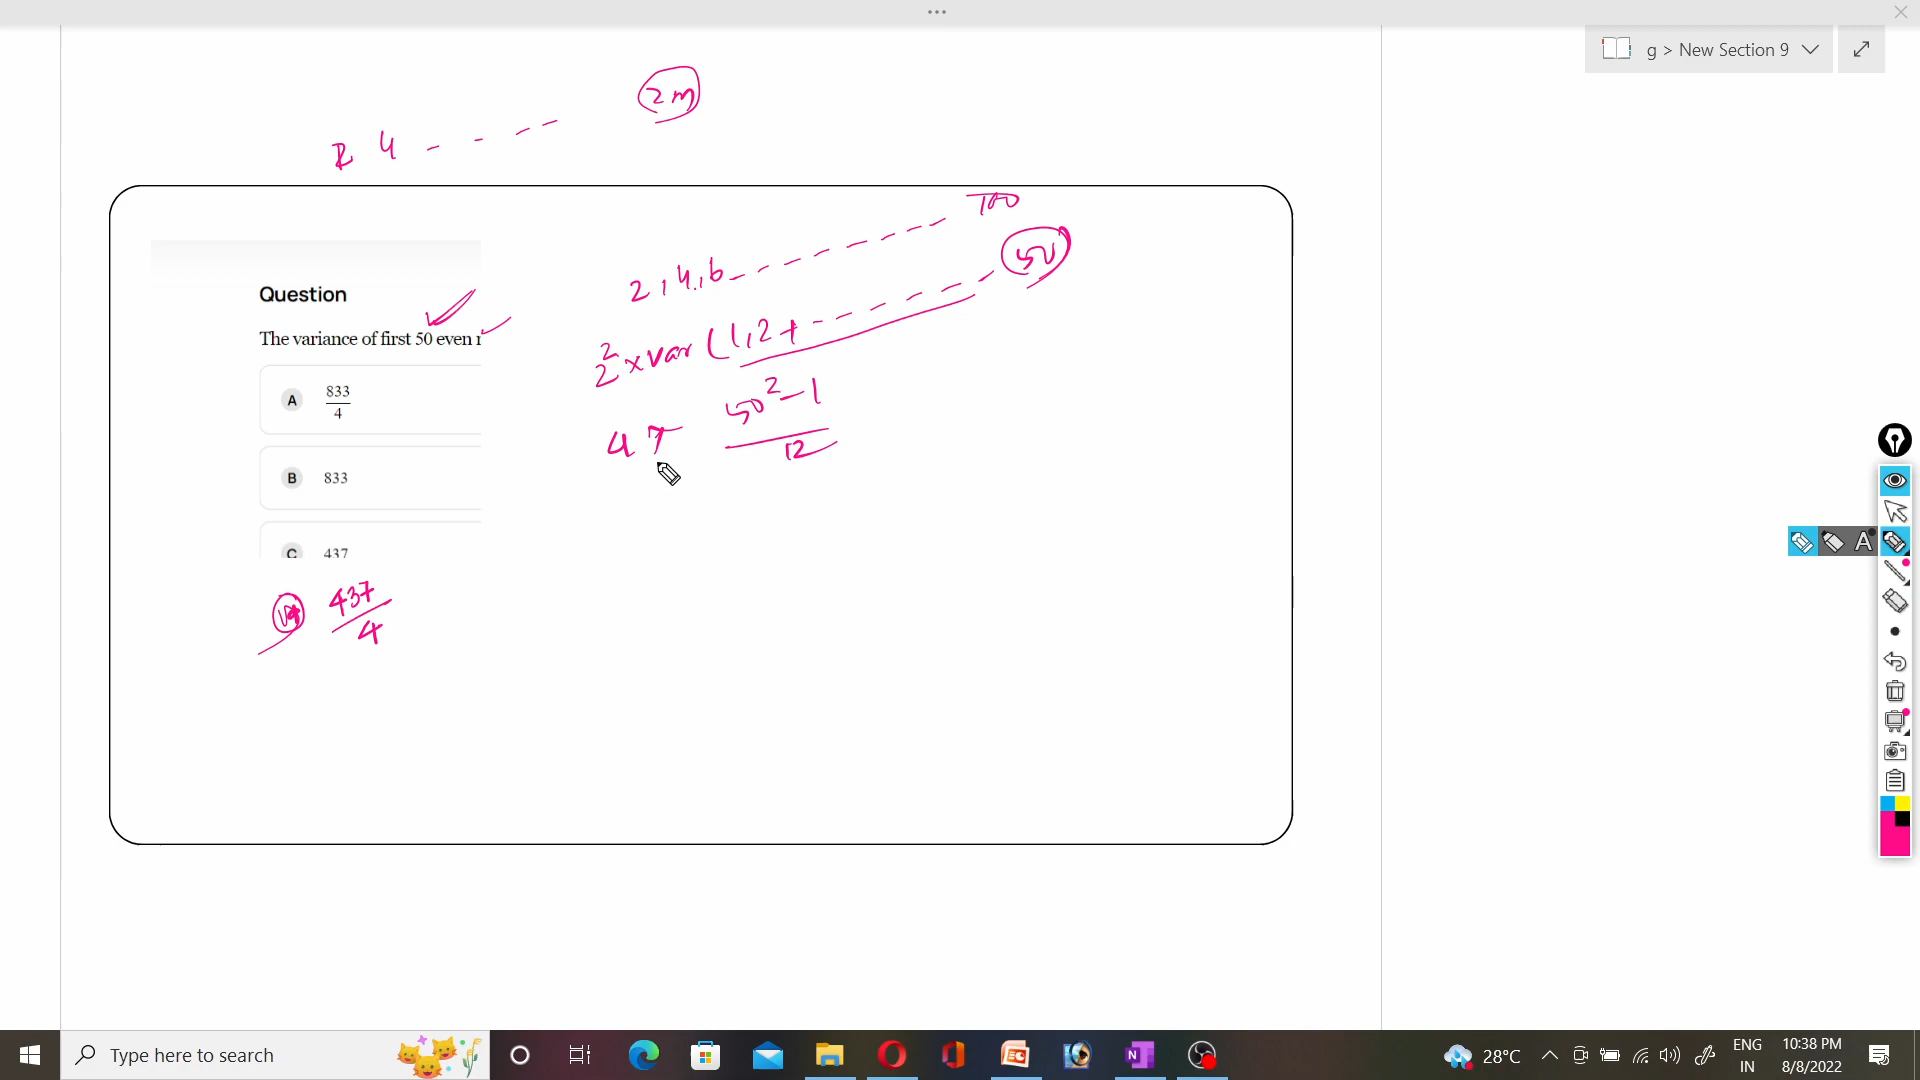 g > New Section 9
2 4 - - - - 2m
2, 4, 6 - - - - - - - - - 100
Question
The variance of first 50 even
2² × var (1, 2, - - - - - - - 50
A 833/4
50² - 1
4 × 12
B 833
C 437
437/4
Type here to search
28°C
ENG
IN
10:38 PM
8/8/2022